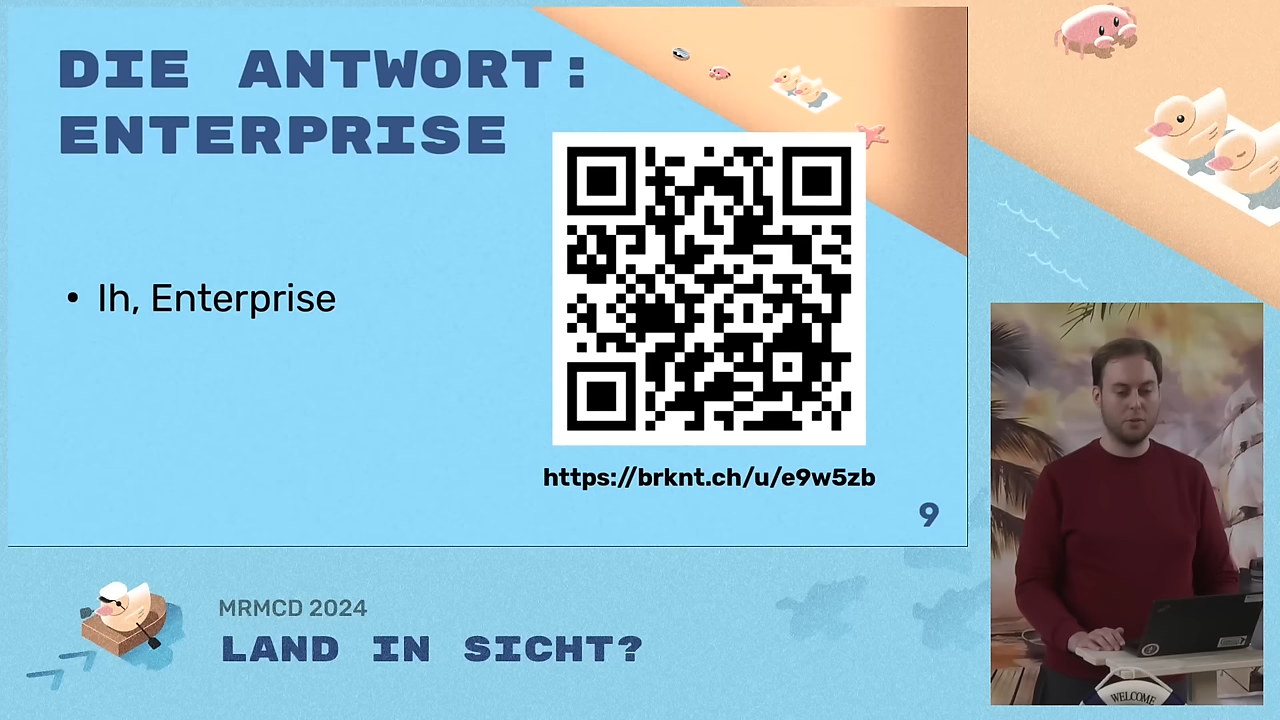 DIE ANTWORT:
ENTERPRISE
• Ih, Enterprise
https://brknt.ch/u/e9w5zb
9
MRMCD 2024
LAND IN SICHT?
WELCOME